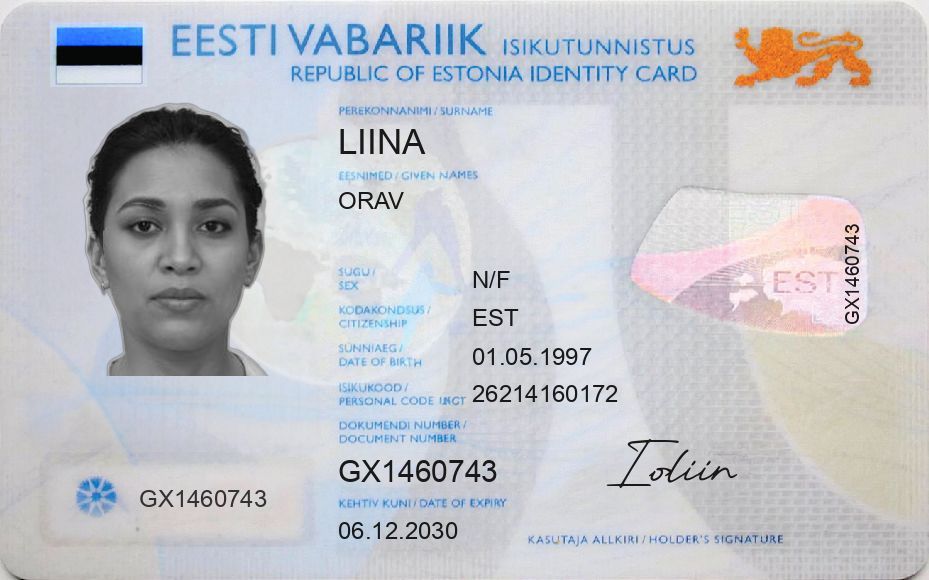 EESTI VABARIIK ISIKUTUNNISTUS
REPUBLIC OF ESTONIA IDENTITY CARD
PEREKONNANIMI / SURNAME
LIINA
EESNIMED / GIVEN NAMES
ORAV
SUGU / SEX
N/F
KODAKONDSUS / CITIZENSHIP
EST
SÜNNIAEG / DATE OF BIRTH
01.05.1997
ISIKUKOOD / PERSONAL CODE
26214160172
DOKUMENDI NUMBER / DOCUMENT NUMBER
GX1460743
KEHTIV KUNI / DATE OF EXPIRY
06.12.2030
GX1460743
EST
GX1460743
KASUTAJA ALLKIRI / HOLDER'S SIGNATURE